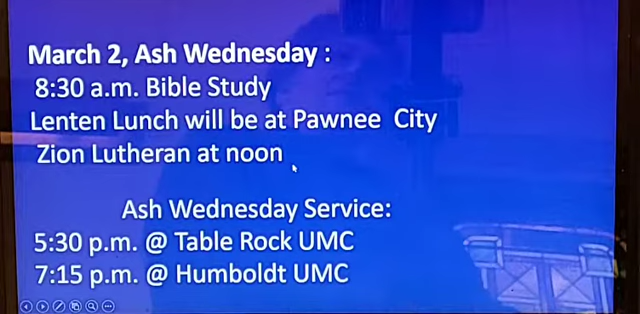 March 2, Ash Wednesday :
8:30 a.m. Bible Study
Lenten Lunch will be at Pawnee City
Zion Lutheran at noon
Ash Wednesday Service:
5:30 p.m. @ Table Rock UMC
7:15 p.m. @ Humboldt UMC